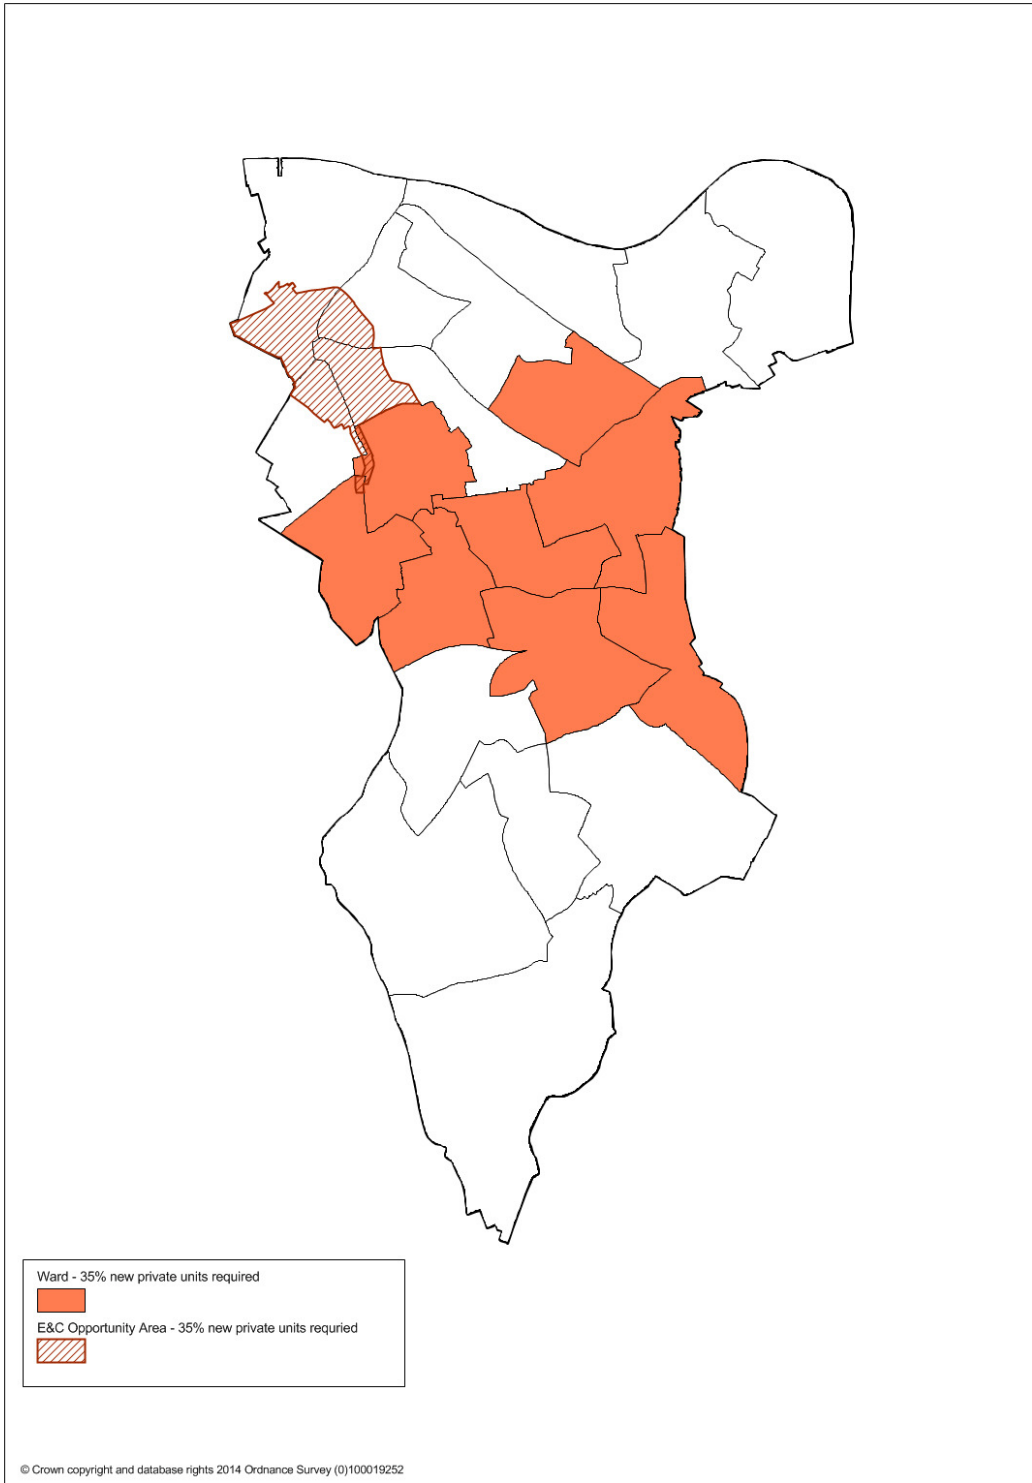 Ward - 35% new private units required
E&C Opportunity Area - 35% new private units requried
© Crown copyright and database rights 2014 Ordnance Survey (0)100019252